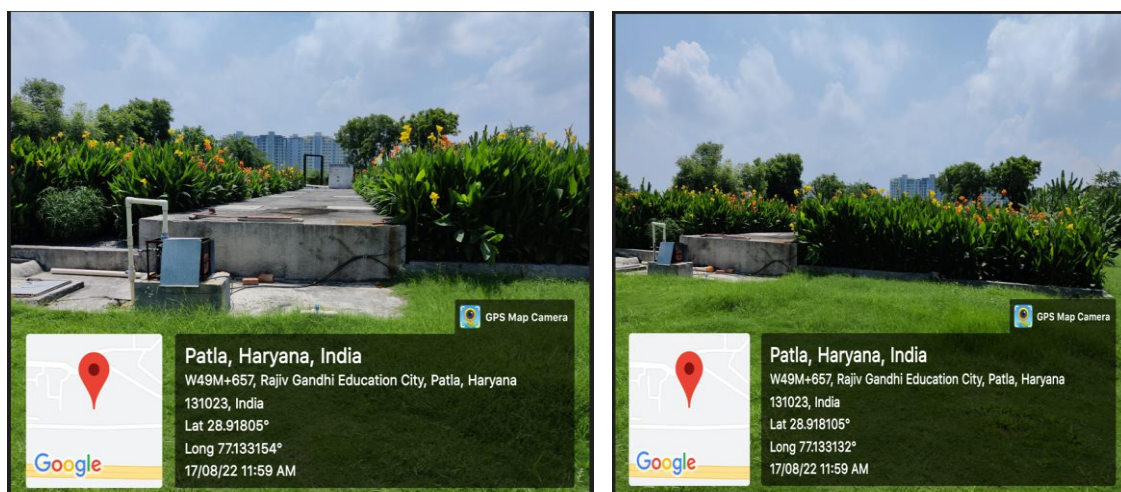 GPS Map Camera
Patla, Haryana, India
W49M+657, Rajiv Gandhi Education City, Patla, Haryana
131023, India
Lat 28.91805°
Long 77.133154°
17/08/22 11:59 AM
Google
GPS Map Camera
Patla, Haryana, India
W49M+657, Rajiv Gandhi Education City, Patla, Haryana
131023, India
Lat 28.918105°
Long 77.133132°
17/08/22 11:59 AM
Google